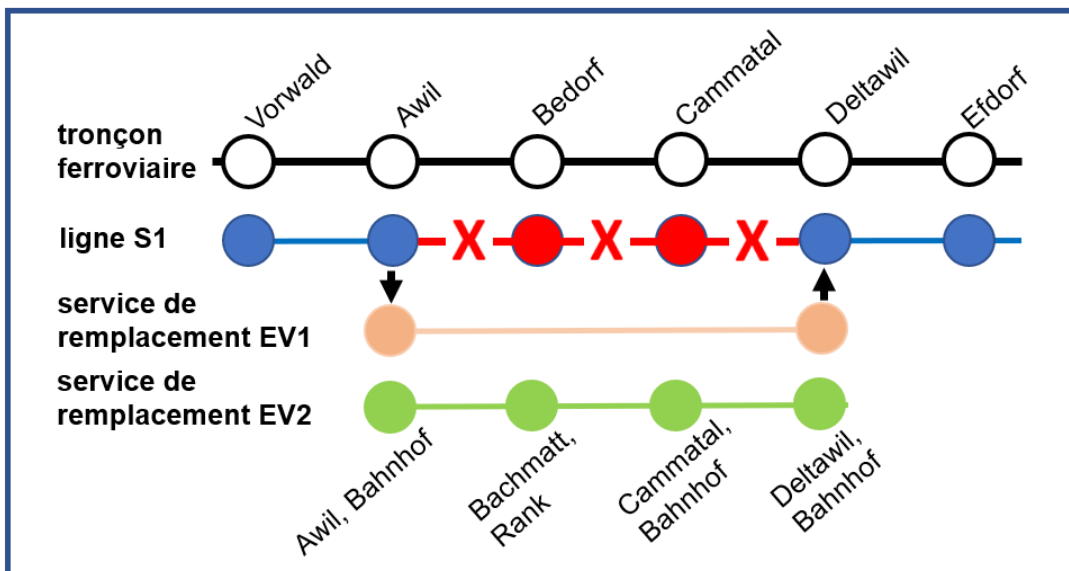 Vorwald
Awil
Bedorf
Cammatal
Deltawil
Efdorf
tronçon
ferroviaire
ligne S1
X X X
service de
remplacement EV1
service de
remplacement EV2
Awil, Bahnhof
Bachmatt,
Rank
Cammatal,
Bahnhof
Deltawil,
Bahnhof